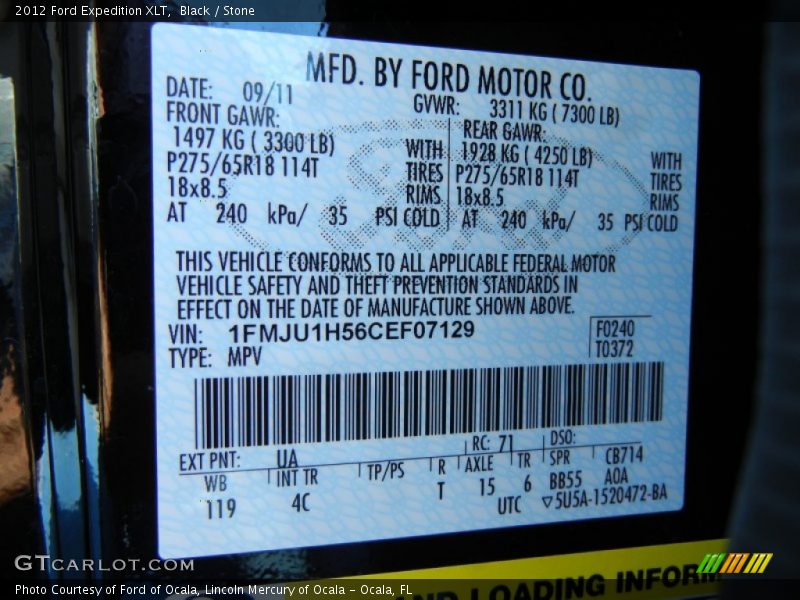 2012 Ford Expedition XLT, Black / Stone
MFD. BY FORD MOTOR CO.
DATE: 09/11 GVWR: 3311 KG ( 7300 LB)
FRONT GAWR: REAR GAWR:
1497 KG ( 3300 LB) WITH 1928 KG ( 4250 LB) WITH
P275/65R18 114T TIRES P275/65R18 114T TIRES
18x8.5 RIMS 18x8.5 RIMS
AT 240 kPa/ 35 PSI COLD AT 240 kPa/ 35 PSI COLD
THIS VEHICLE CONFORMS TO ALL APPLICABLE FEDERAL MOTOR
VEHICLE SAFETY AND THEFT PREVENTION STANDARDS IN
EFFECT ON THE DATE OF MANUFACTURE SHOWN ABOVE.
VIN: 1FMJU1H56CEF07129 F0240
TYPE: MPV T0372
EXT PNT: UA RC: 71 DSO:
WB INT TR TP/PS R AXLE TR SPR CB714
119 4C T 15 6 BB55 A0A
UTC ▽5U5A-1520472-BA
AND LOADING INFORM
GTCARLOT.COM
Photo Courtesy of Ford of Ocala, Lincoln Mercury of Ocala - Ocala, FL